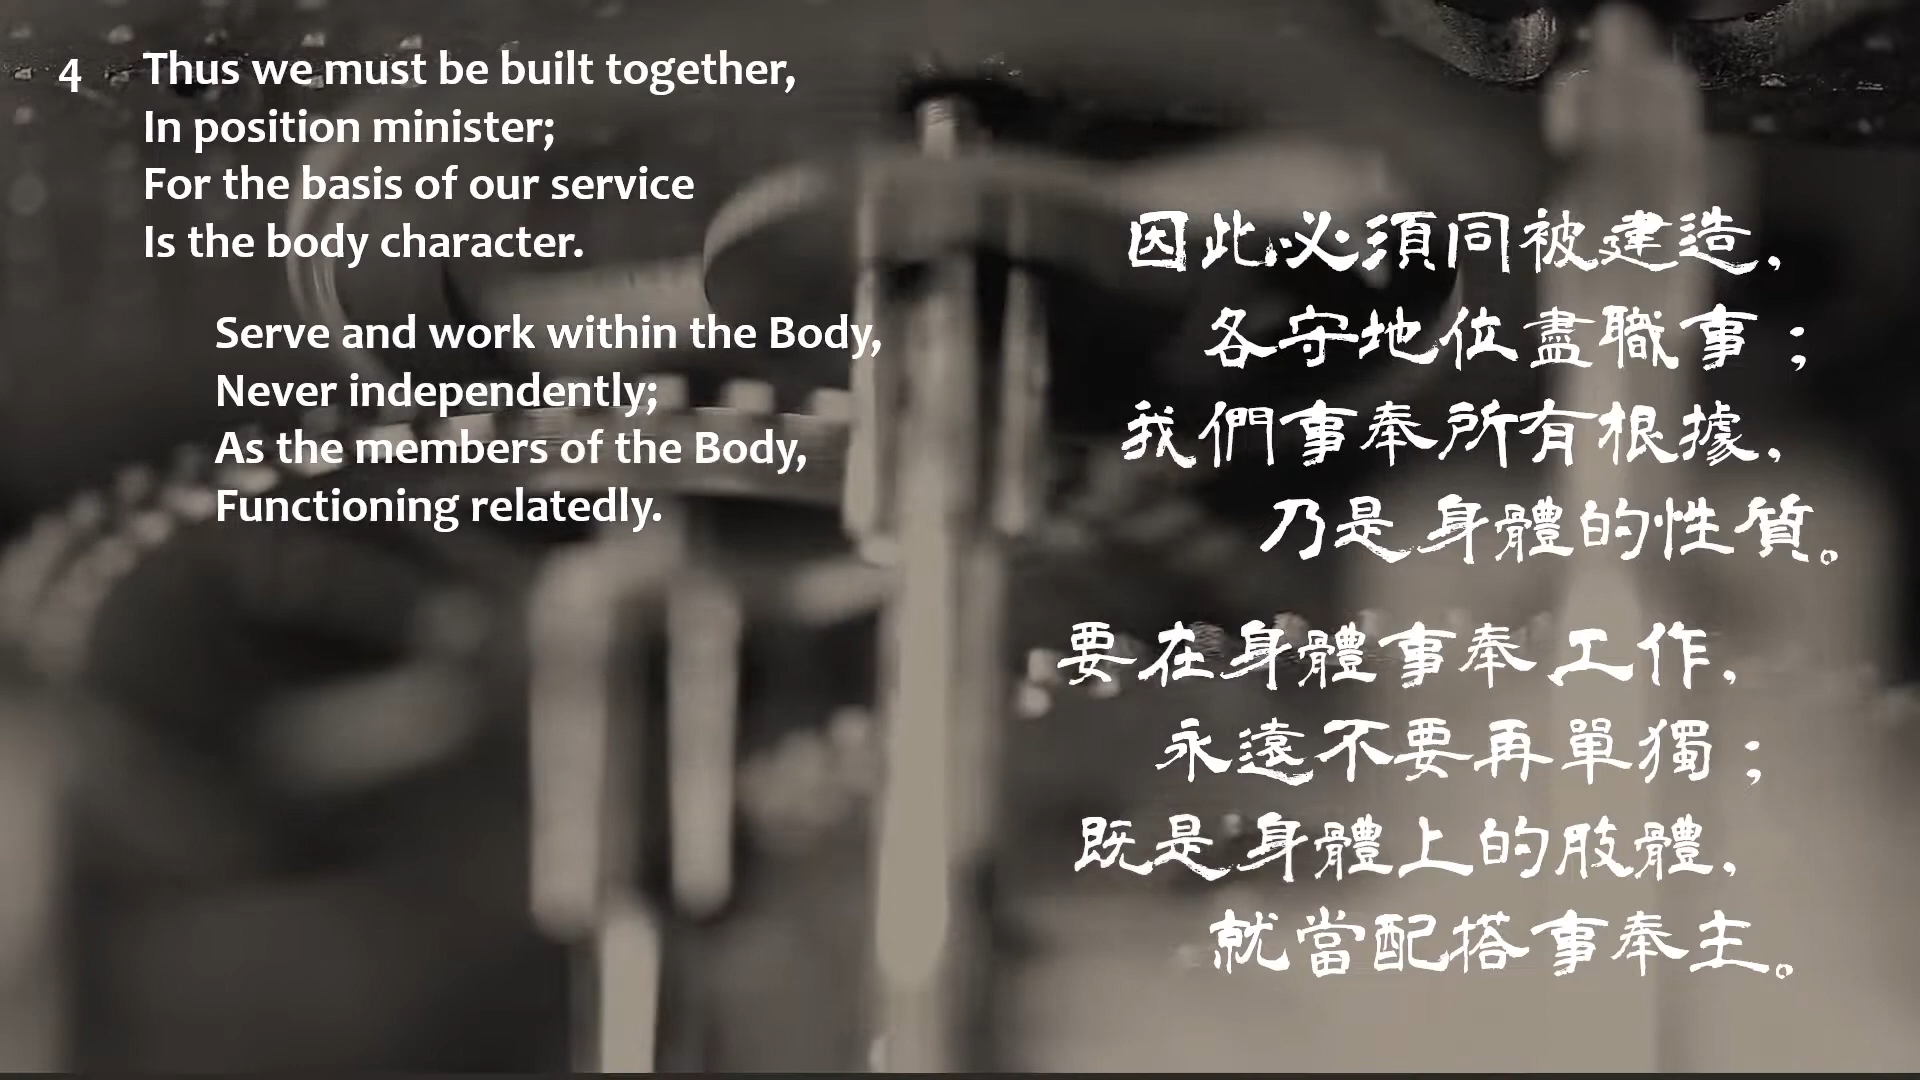 4 Thus we must be built together,
In position minister;
For the basis of our service
Is the body character.
Serve and work within the Body,
Never independently;
As the members of the Body,
Functioning relatedly.
因此必須同被建造，
各守地位盡職事；
我們事奉所有根據，
乃是身體的性質。
要在身體事奉工作，
永遠不要再單獨；
既是身體上的肢體，
就當配搭事奉主。